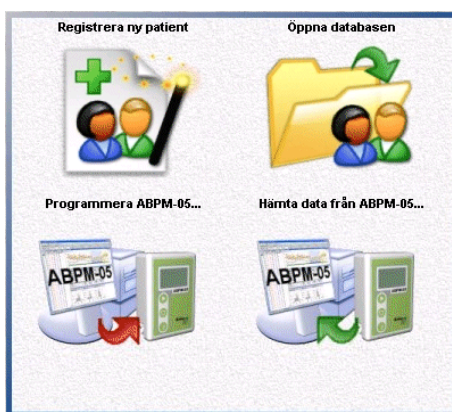 Registrera ny patient
Öppna databasen
Programmera ABPM-05...
Hämta data från ABPM-05...
ABPM-05
ABPM-05